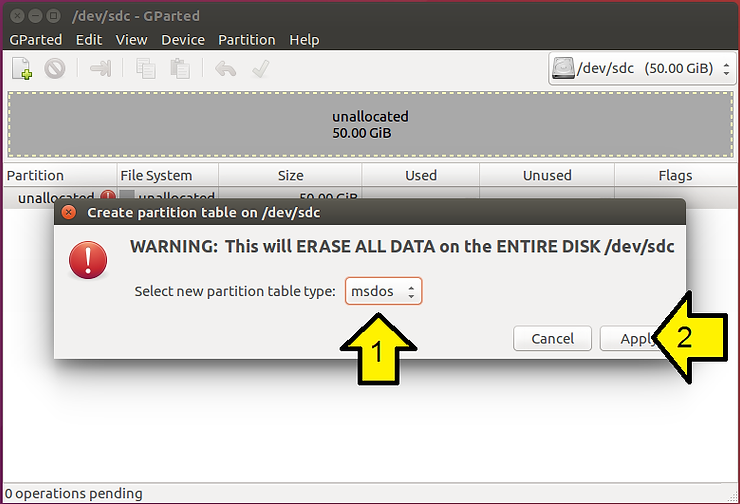 /dev/sdc - GParted
GParted Edit View Device Partition Help
/dev/sdc (50.00 GiB)
unallocated
50.00 GiB
Partition File System Size Used Unused Flags
unallocated unallocated 50.00 GiB
Create partition table on /dev/sdc
WARNING: This will ERASE ALL DATA on the ENTIRE DISK /dev/sdc
Select new partition table type: msdos
Cancel Apply 2
1
0 operations pending